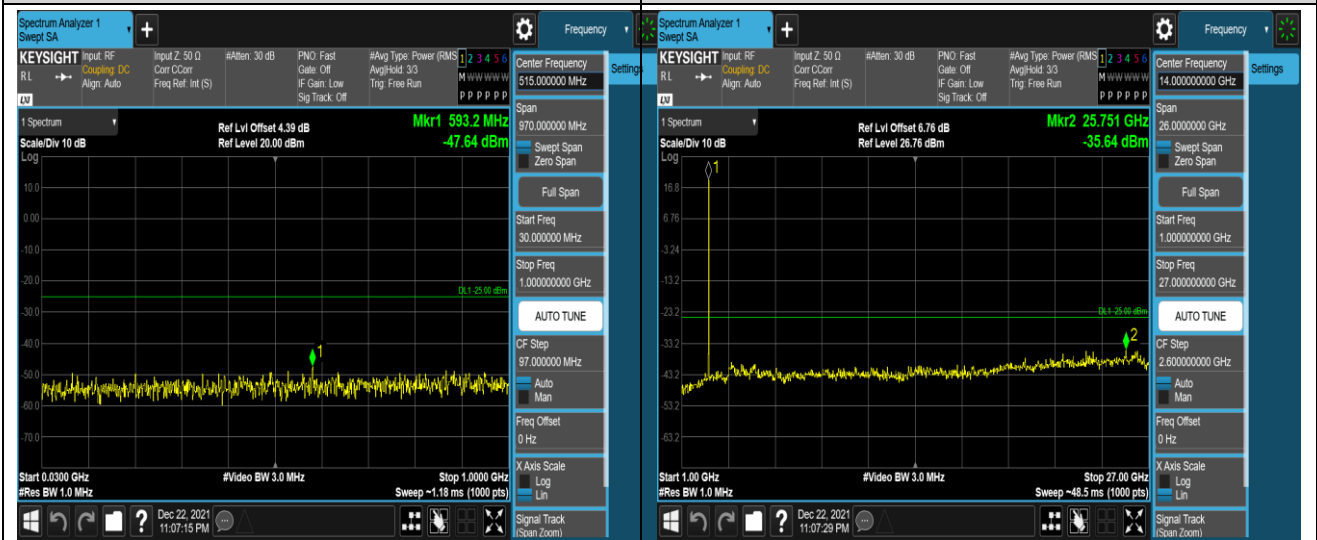 Spectrum Analyzer 1
Swept SA
+
Frequency
KEYSIGHT
Input: RF
Coupling: DC
Align: Auto
Input Z: 50 Ω
Corr CCorr
Freq Ref: Int (S)
#Atten: 30 dB
PNO: Fast
Gate: Off
IF Gain: Low
Sig Track: Off
#Avg Type: Power (RMS
Avg|Hold: 3/3
Trig: Free Run
1 2 3 4 5 6
M W W W W W
P P P P P P
RL
LXI
Center Frequency
515.000000 MHz
Settings
1 Spectrum
Scale/Div 10 dB
Log
Ref Lvl Offset 4.39 dB
Ref Level 20.00 dBm
Mkr1 593.2 MHz
-47.64 dBm
Span
970.000000 MHz
Swept Span
Zero Span
Full Span
Start Freq
30.000000 MHz
Stop Freq
1.000000000 GHz
AUTO TUNE
CF Step
97.000000 MHz
Auto
Man
Freq Offset
0 Hz
X Axis Scale
Log
Lin
Signal Track
(Span Zoom)
10.0
0.00
-10.0
-20.0
DL1 -25.00 dBm
-30.0
-40.0
1
-50.0
-60.0
-70.0
Start 0.0300 GHz
#Res BW 1.0 MHz
#Video BW 3.0 MHz
Stop 1.0000 GHz
Sweep ~1.18 ms (1000 pts)
?
Dec 22, 2021
11:07:15 PM
Spectrum Analyzer 1
Swept SA
+
Frequency
KEYSIGHT
Input: RF
Coupling: DC
Align: Auto
Input Z: 50 Ω
Corr CCorr
Freq Ref: Int (S)
#Atten: 30 dB
PNO: Fast
Gate: Off
IF Gain: Low
Sig Track: Off
#Avg Type: Power (RMS
Avg|Hold: 3/3
Trig: Free Run
1 2 3 4 5 6
M W W W W W
P P P P P P
RL
LXI
Center Frequency
14.000000000 GHz
Settings
1 Spectrum
Scale/Div 10 dB
Log
Ref Lvl Offset 6.76 dB
Ref Level 26.76 dBm
Mkr2 25.751 GHz
-35.64 dBm
Span
26.0000000 GHz
Swept Span
Zero Span
Full Span
Start Freq
1.000000000 GHz
Stop Freq
27.000000000 GHz
AUTO TUNE
CF Step
2.600000000 GHz
Auto
Man
Freq Offset
0 Hz
X Axis Scale
Log
Lin
Signal Track
(Span Zoom)
1
16.8
6.76
-3.24
-13.2
-23.2
DL1 -25.00 dBm
-33.2
2
-43.2
-53.2
-63.2
Start 1.00 GHz
#Res BW 1.0 MHz
#Video BW 3.0 MHz
Stop 27.00 GHz
Sweep ~48.5 ms (1000 pts)
?
Dec 22, 2021
11:07:29 PM